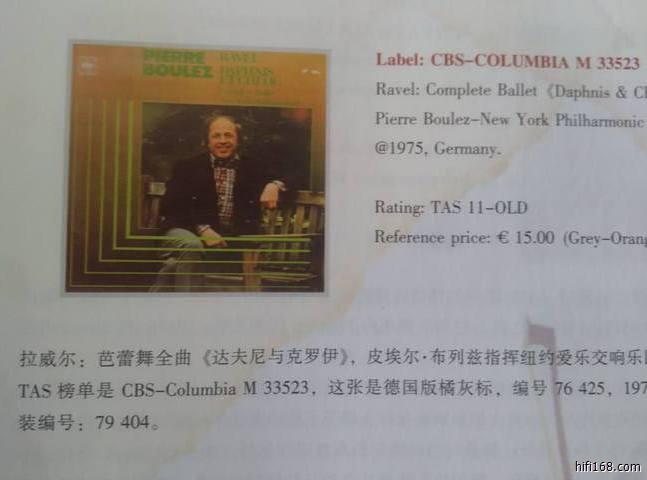 PIERRE
BOULEZ
RAVEL
DAPHNIS
Label: CBS-COLUMBIA M 33523
Ravel: Complete Ballet《Daphnis &
Pierre Boulez-New York Philharmonic
@1975, Germany.
Rating: TAS 11-OLD
Reference price: € 15.00 (Grey-Orang
拉威尔：芭蕾舞全曲《达夫尼与克罗伊》，皮埃尔·布列兹指挥纽约爱乐交响乐
TAS 榜单是 CBS-Columbia M 33523，这张是德国版橘灰标，编号 76 425，197
装编号：79 404。
hifi168.com